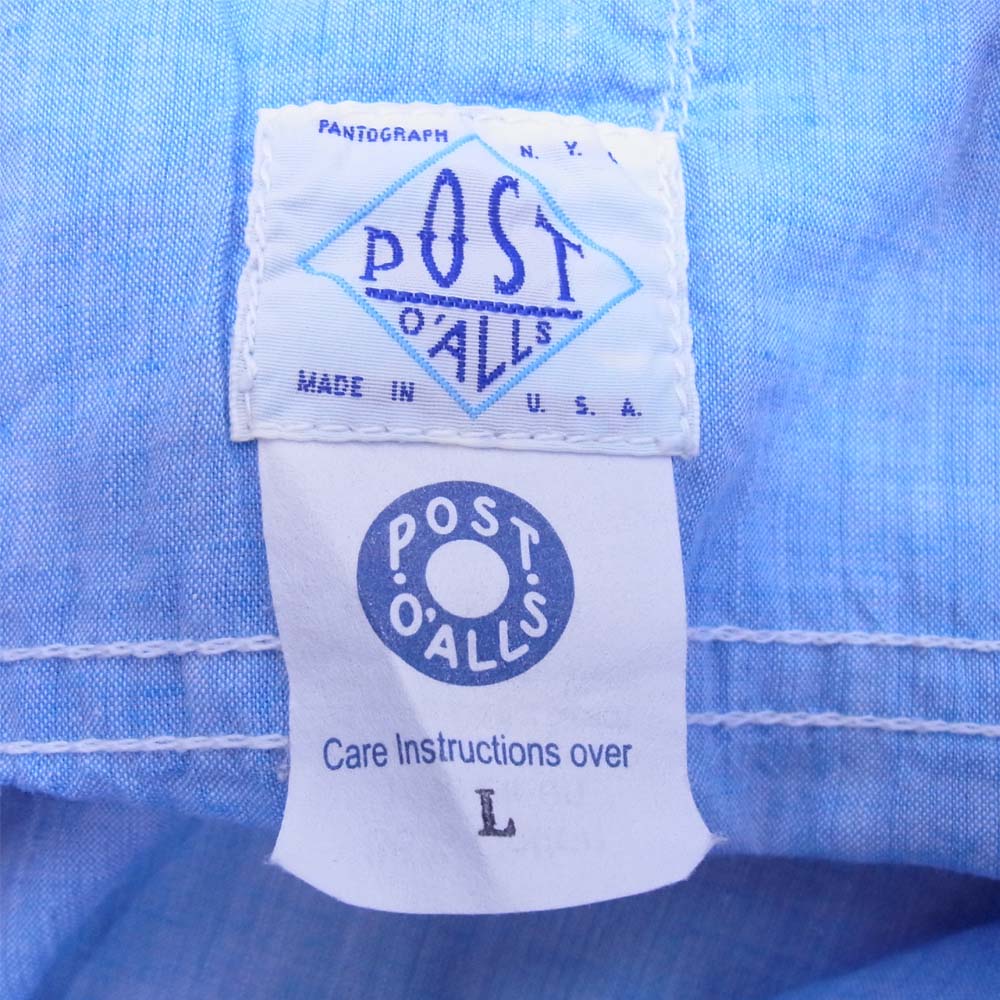 PANTOGRAPH N. Y.
POST
O'ALLS
MADE IN U. S. A.
POST
O'ALLS
Care Instructions over
L